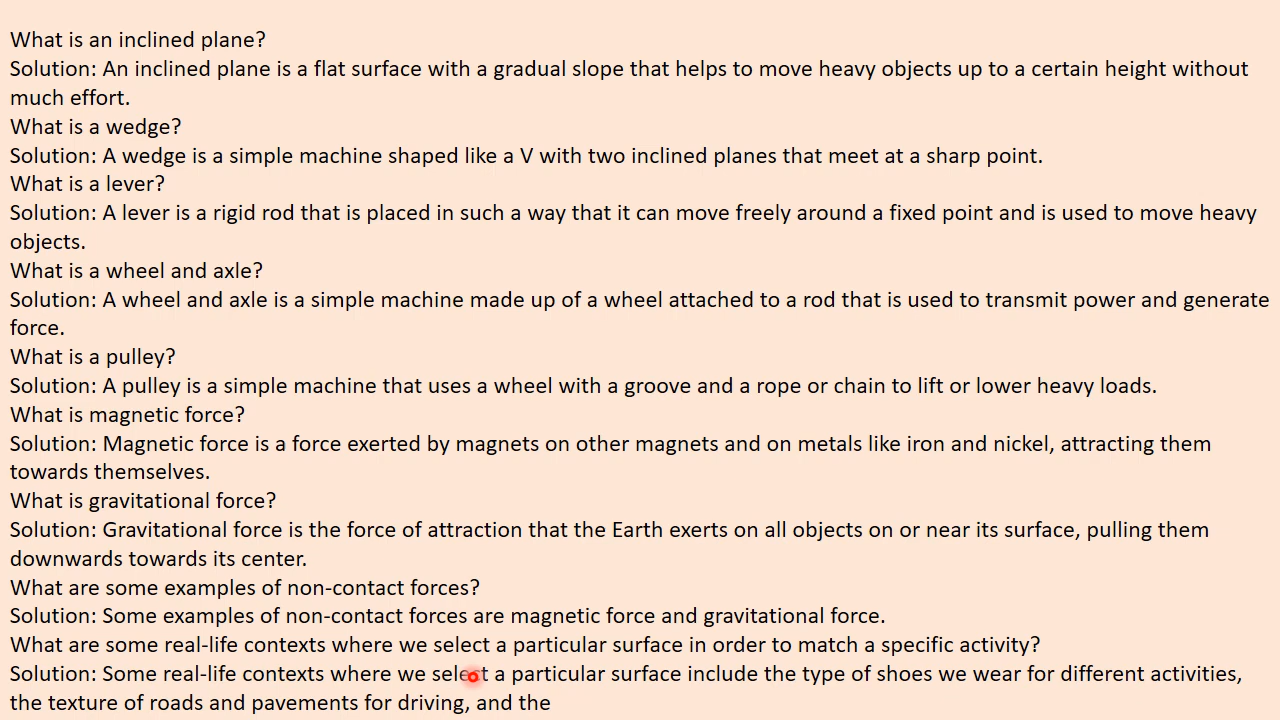 What is an inclined plane?
Solution: An inclined plane is a flat surface with a gradual slope that helps to move heavy objects up to a certain height without
much effort.
What is a wedge?
Solution: A wedge is a simple machine shaped like a V with two inclined planes that meet at a sharp point.
What is a lever?
Solution: A lever is a rigid rod that is placed in such a way that it can move freely around a fixed point and is used to move heavy
objects.
What is a wheel and axle?
Solution: A wheel and axle is a simple machine made up of a wheel attached to a rod that is used to transmit power and generate
force.
What is a pulley?
Solution: A pulley is a simple machine that uses a wheel with a groove and a rope or chain to lift or lower heavy loads.
What is magnetic force?
Solution: Magnetic force is a force exerted by magnets on other magnets and on metals like iron and nickel, attracting them
towards themselves.
What is gravitational force?
Solution: Gravitational force is the force of attraction that the Earth exerts on all objects on or near its surface, pulling them
downwards towards its center.
What are some examples of non-contact forces?
Solution: Some examples of non-contact forces are magnetic force and gravitational force.
What are some real-life contexts where we select a particular surface in order to match a specific activity?
Solution: Some real-life contexts where we select a particular surface include the type of shoes we wear for different activities,
the texture of roads and pavements for driving, and the